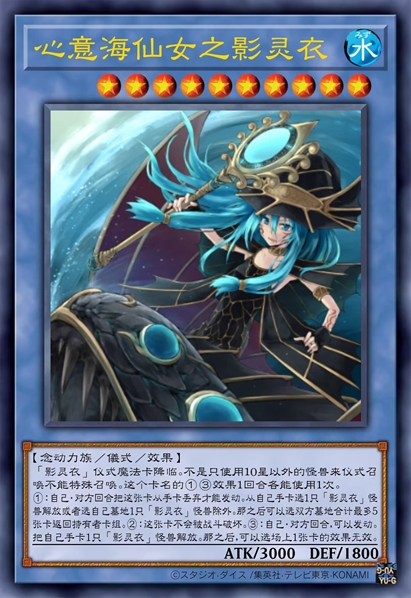 心意海仙女之影灵衣
みず
水
【念动力族／仪式／效果】
「影灵衣」仪式魔法卡降临。不是只使用10星以外的怪兽来仪式召
唤不能特殊召唤。这个卡名的①③效果1回合各能使用1次。
①：自己·对方回合把这张卡从手卡丢弃才能发动。从自己手卡选1只「影灵衣」怪
兽解放或者选自己墓地1只「影灵衣」怪兽除外。那之后可以选双方墓地合计最多5
张卡返回持有者卡组。②：这张卡不会被战斗破坏。③：自己·对方回合，可以发动。
把自己手卡1只「影灵衣」怪兽解放。那之后，可以选场上1张卡的效果无效。
ATK/3000 DEF/1800
©スタジオ·ダイス /集英社·テレビ東京·KONAMI